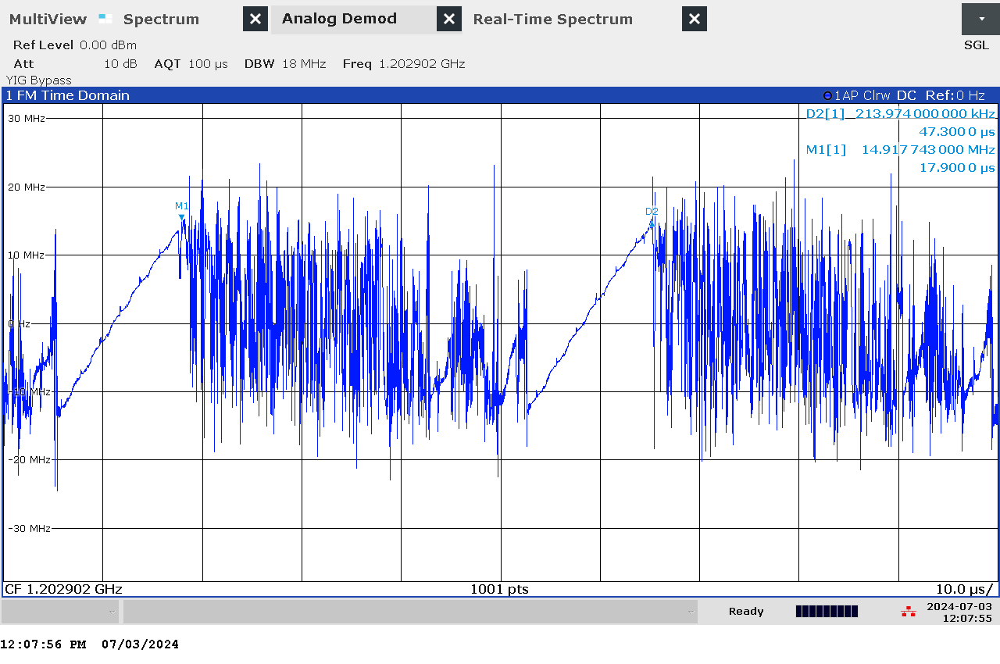 MultiView Spectrum Analog Demod Real-Time Spectrum
Ref Level 0.00 dBm SGL
Att 10 dB AQT 100 µs DBW 18 MHz Freq 1.202902 GHz
YIG Bypass
1 FM Time Domain 1AP Clrw DC Ref:0 Hz
30 MHz
D2[1] 213.974 000 000 kHz
47.300 0 µs
M1[1] 14.917 743 000 MHz
17.900 0 µs
20 MHz
M1
D2
10 MHz
0 Hz
-10 MHz
-20 MHz
-30 MHz
CF 1.202902 GHz 1001 pts 10.0 µs/
Ready 2024-07-03
12:07:55
12:07:56 PM 07/03/2024